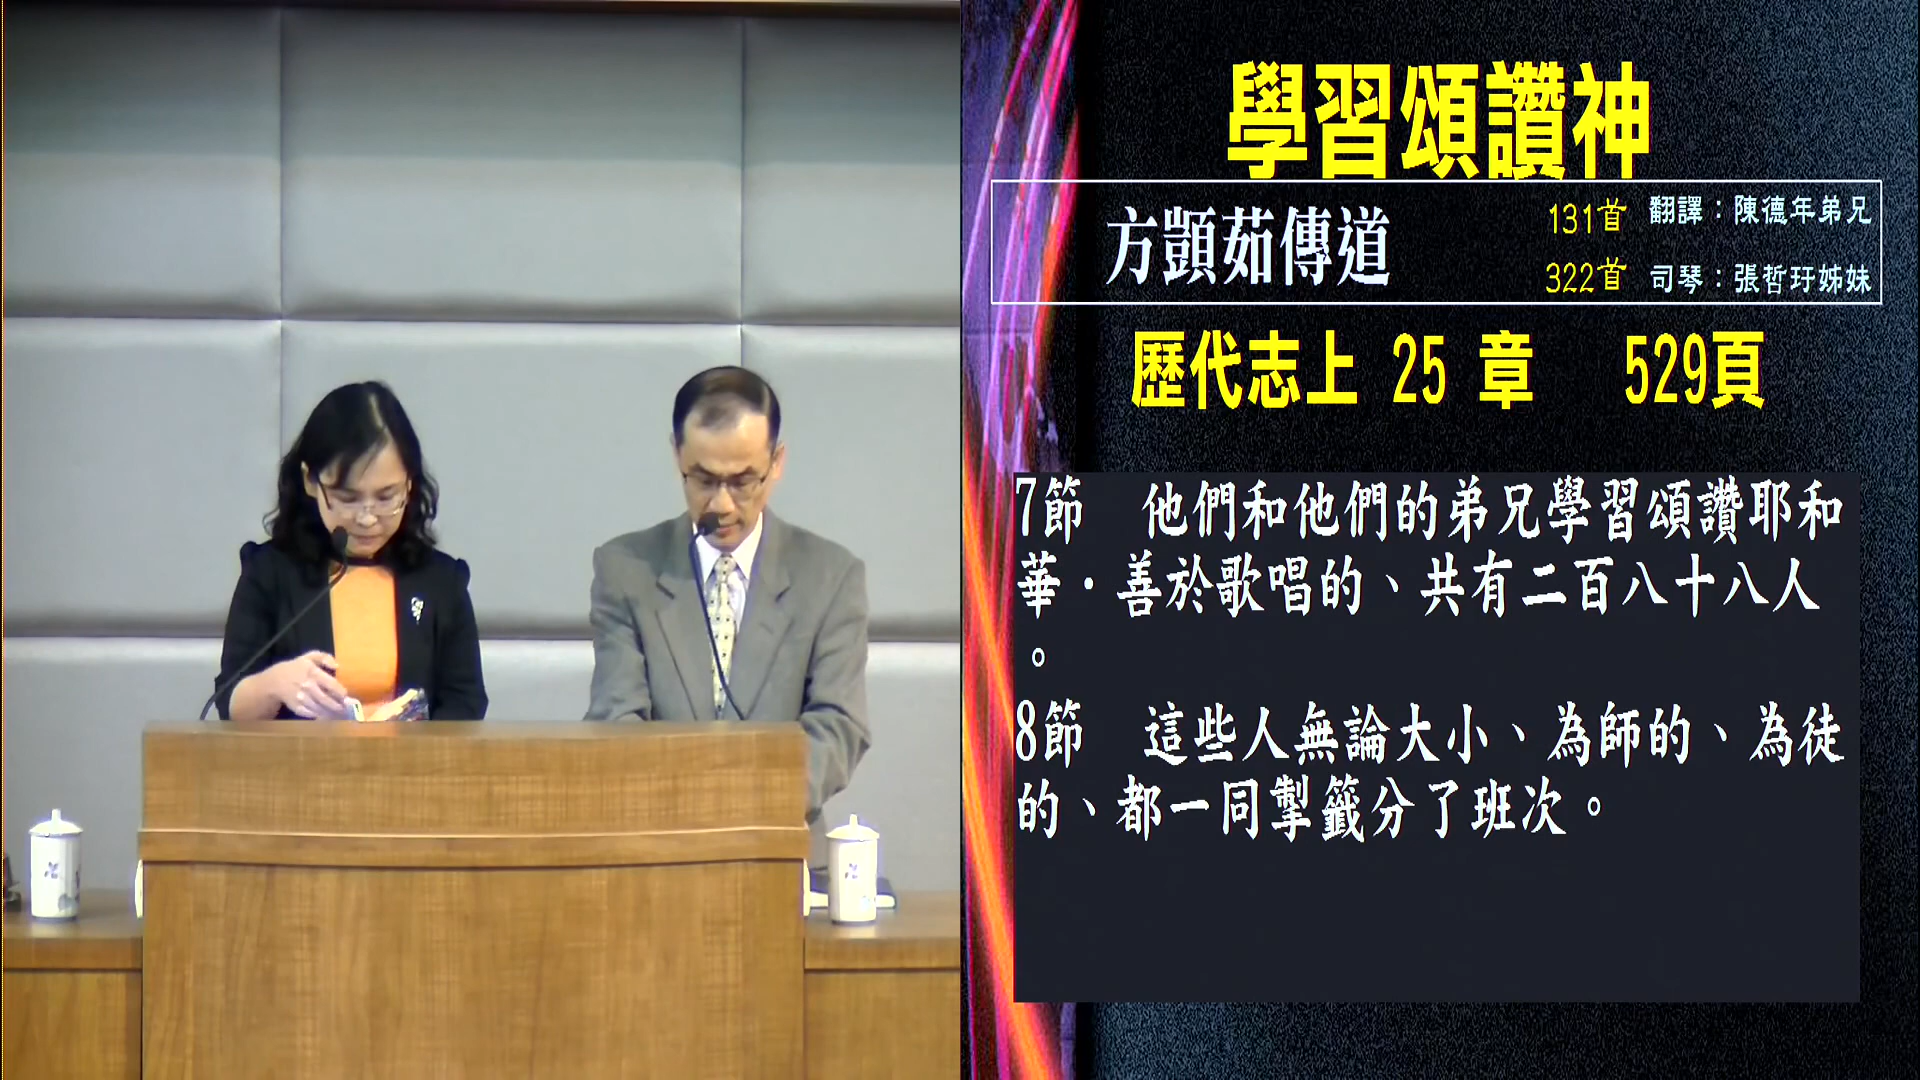 學習頌讚神
方顗茹傳道
131首 翻譯：陳德年弟兄
322首 司琴：張哲玗姊妹
歷代志上 25 章 529頁
7節 他們和他們的弟兄學習頌讚耶和
華．善於歌唱的、共有二百八十八人
。
8節 這些人無論大小、為師的、為徒
的、都一同掣籤分了班次。